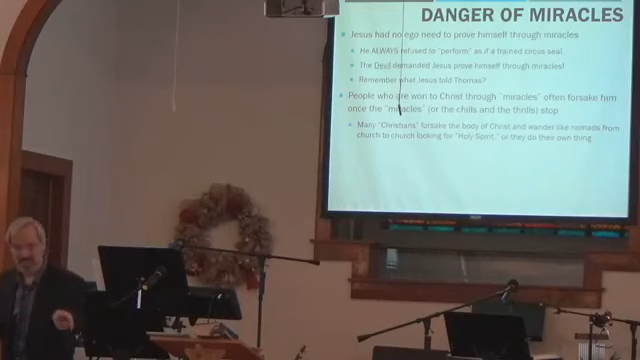 DANGER OF MIRACLES
Jesus had no ego need to prove himself through miracles
He ALWAYS refused to "perform" as if a trained circus seal.
The Devil demanded Jesus prove himself through miracles!
Remember what Jesus told Thomas?
People who are won to Christ through "miracles" often forsake him
once the "miracles" (or the chills and the thrills) stop
Many "Christians" forsake the body of Christ and wander like nomads from
church to church looking for "Holy Spirit," or they do their own thing